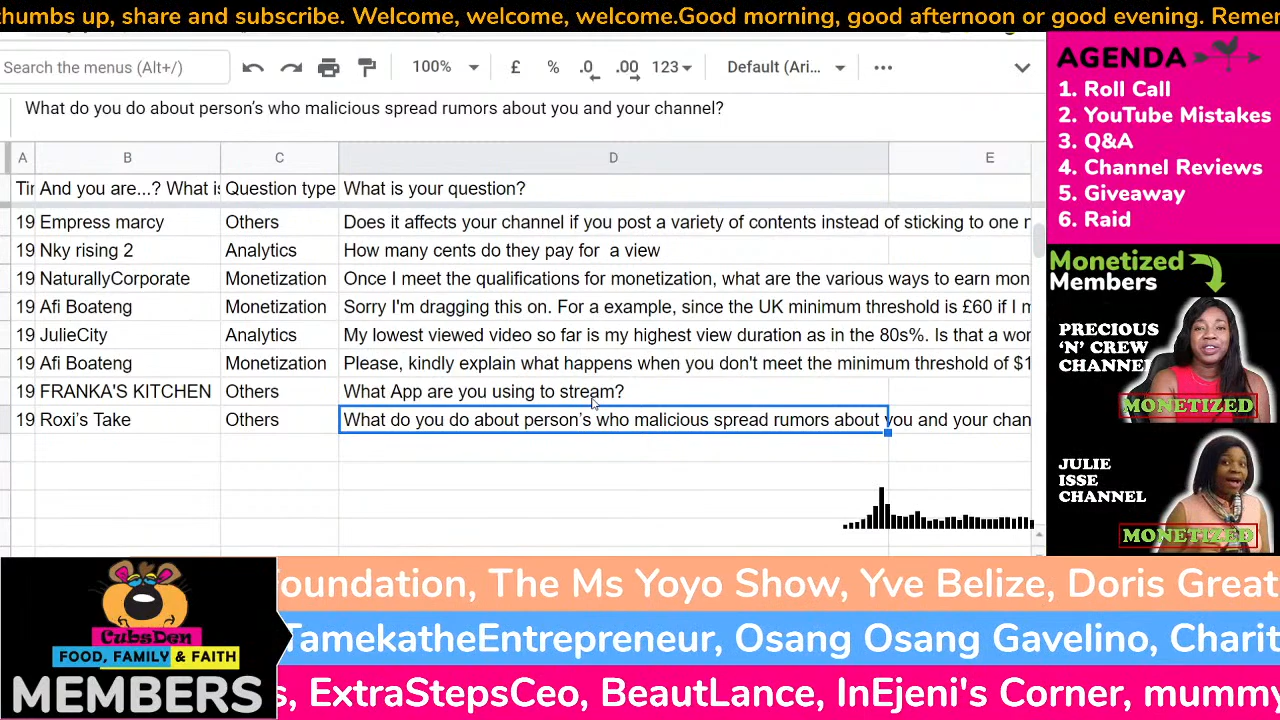 thumbs up, share and subscribe. Welcome, welcome, welcome.Good morning, good afternoon or good evening. Remem
Search the menus (Alt+/)
100%
£
%
.0
.00
123
Default (Ari...
What do you do about person's who malicious spread rumors about you and your channel?
A
B
C
D
E
Tir
And you are...? What is
Question type
What is your question?
19 Empress marcy Others Does it affects your channel if you post a variety of contents instead of sticking to one n
19 Nky rising 2 Analytics How many cents do they pay for a view
19 NaturallyCorporate Monetization Once I meet the qualifications for monetization, what are the various ways to earn mon
19 Afi Boateng Monetization Sorry I'm dragging this on. For a example, since the UK minimum threshold is £60 if I m
19 JulieCity Analytics My lowest viewed video so far is my highest view duration as in the 80s%. Is that a wor
19 Afi Boateng Monetization Please, kindly explain what happens when you don't meet the minimum threshold of $1
19 FRANKA'S KITCHEN Others What App are you using to stream?
19 Roxi's Take Others What do you do about person's who malicious spread rumors about you and your chan
AGENDA
1. Roll Call
2. YouTube Mistakes
3. Q&A
4. Channel Reviews
5. Giveaway
6. Raid
Monetized
Members
PRECIOUS
'N' CREW
CHANNEL
MONETIZED
JULIE
ISSE
CHANNEL
MONETIZED
CubsDen
FOOD, FAMILY & FAITH
MEMBERS
oundation, The Ms Yoyo Show, Yve Belize, Doris Great
TamekatheEntrepreneur, Osang Osang Gavelino, Charit
s, ExtraStepsCeo, BeautLance, InEjeni's Corner, mummy